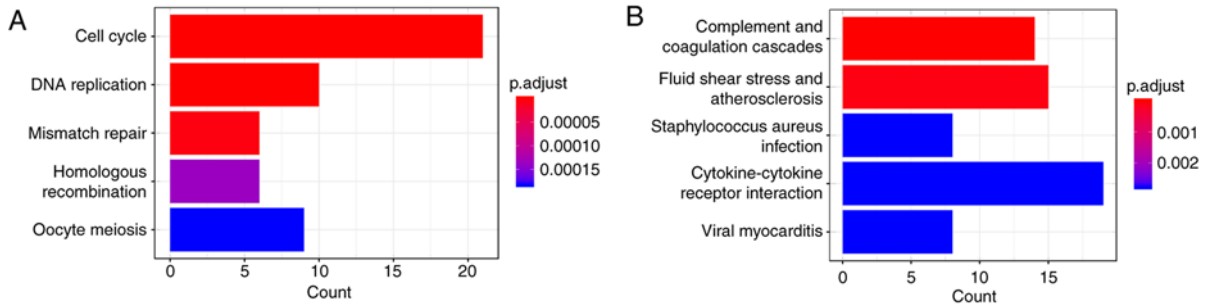 A
Cell cycle
DNA replication
Mismatch repair
Homologous
recombination
Oocyte meiosis
0
5
10
15
20
Count
p.adjust
0.00005
0.00010
0.00015
B
Complement and
coagulation cascades
Fluid shear stress and
atherosclerosis
Staphylococcus aureus
infection
Cytokine-cytokine
receptor interaction
Viral myocarditis
0
5
10
15
Count
p.adjust
0.001
0.002